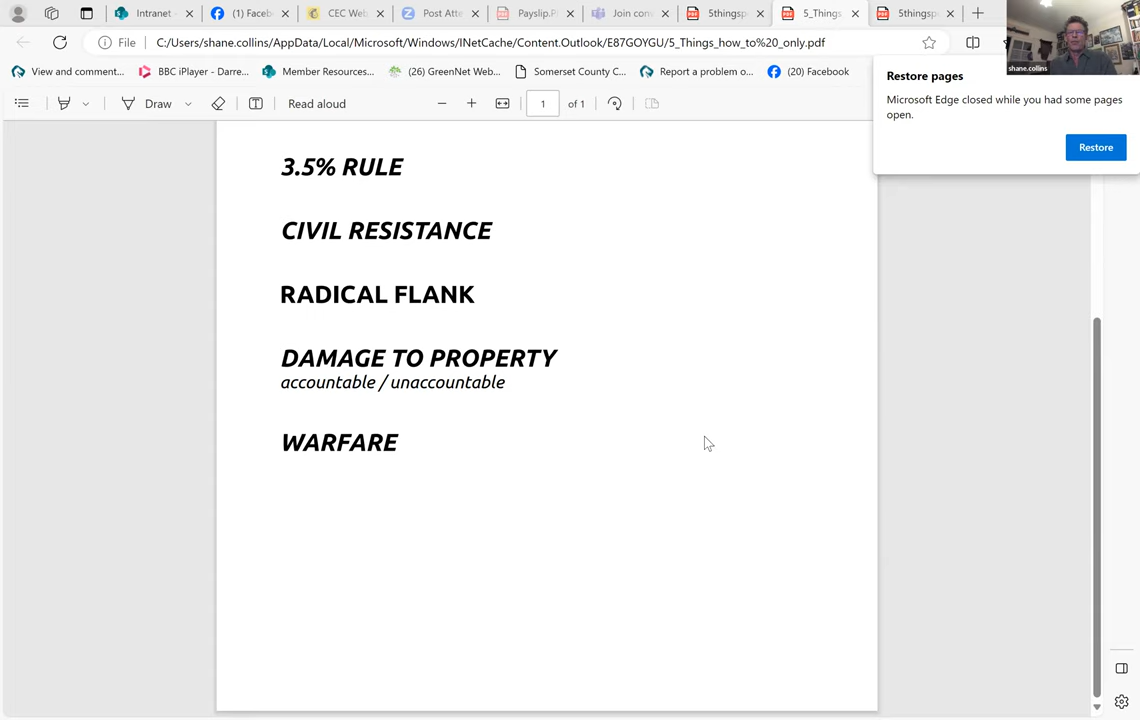 Intranet -
(1) Faceb
CEC Web
Post Atte
Payslip.P
Join con
5thingsp
5_Things
5thingsp
File
C:/Users/shane.collins/AppData/Local/Microsoft/Windows/INetCache/Content.Outlook/E87GOYGU/5_Things_how_to%20_only.pdf
shane.collins
View and comment...
BBC iPlayer - Darre...
Member Resources...
(26) GreenNet Web...
Somerset County C...
Report a problem o...
(20) Facebook
Restore pages
Microsoft Edge closed while you had some pages
open.
Restore
Draw
Read aloud
1
of 1
3.5% RULE
CIVIL RESISTANCE
RADICAL FLANK
DAMAGE TO PROPERTY
accountable / unaccountable
WARFARE